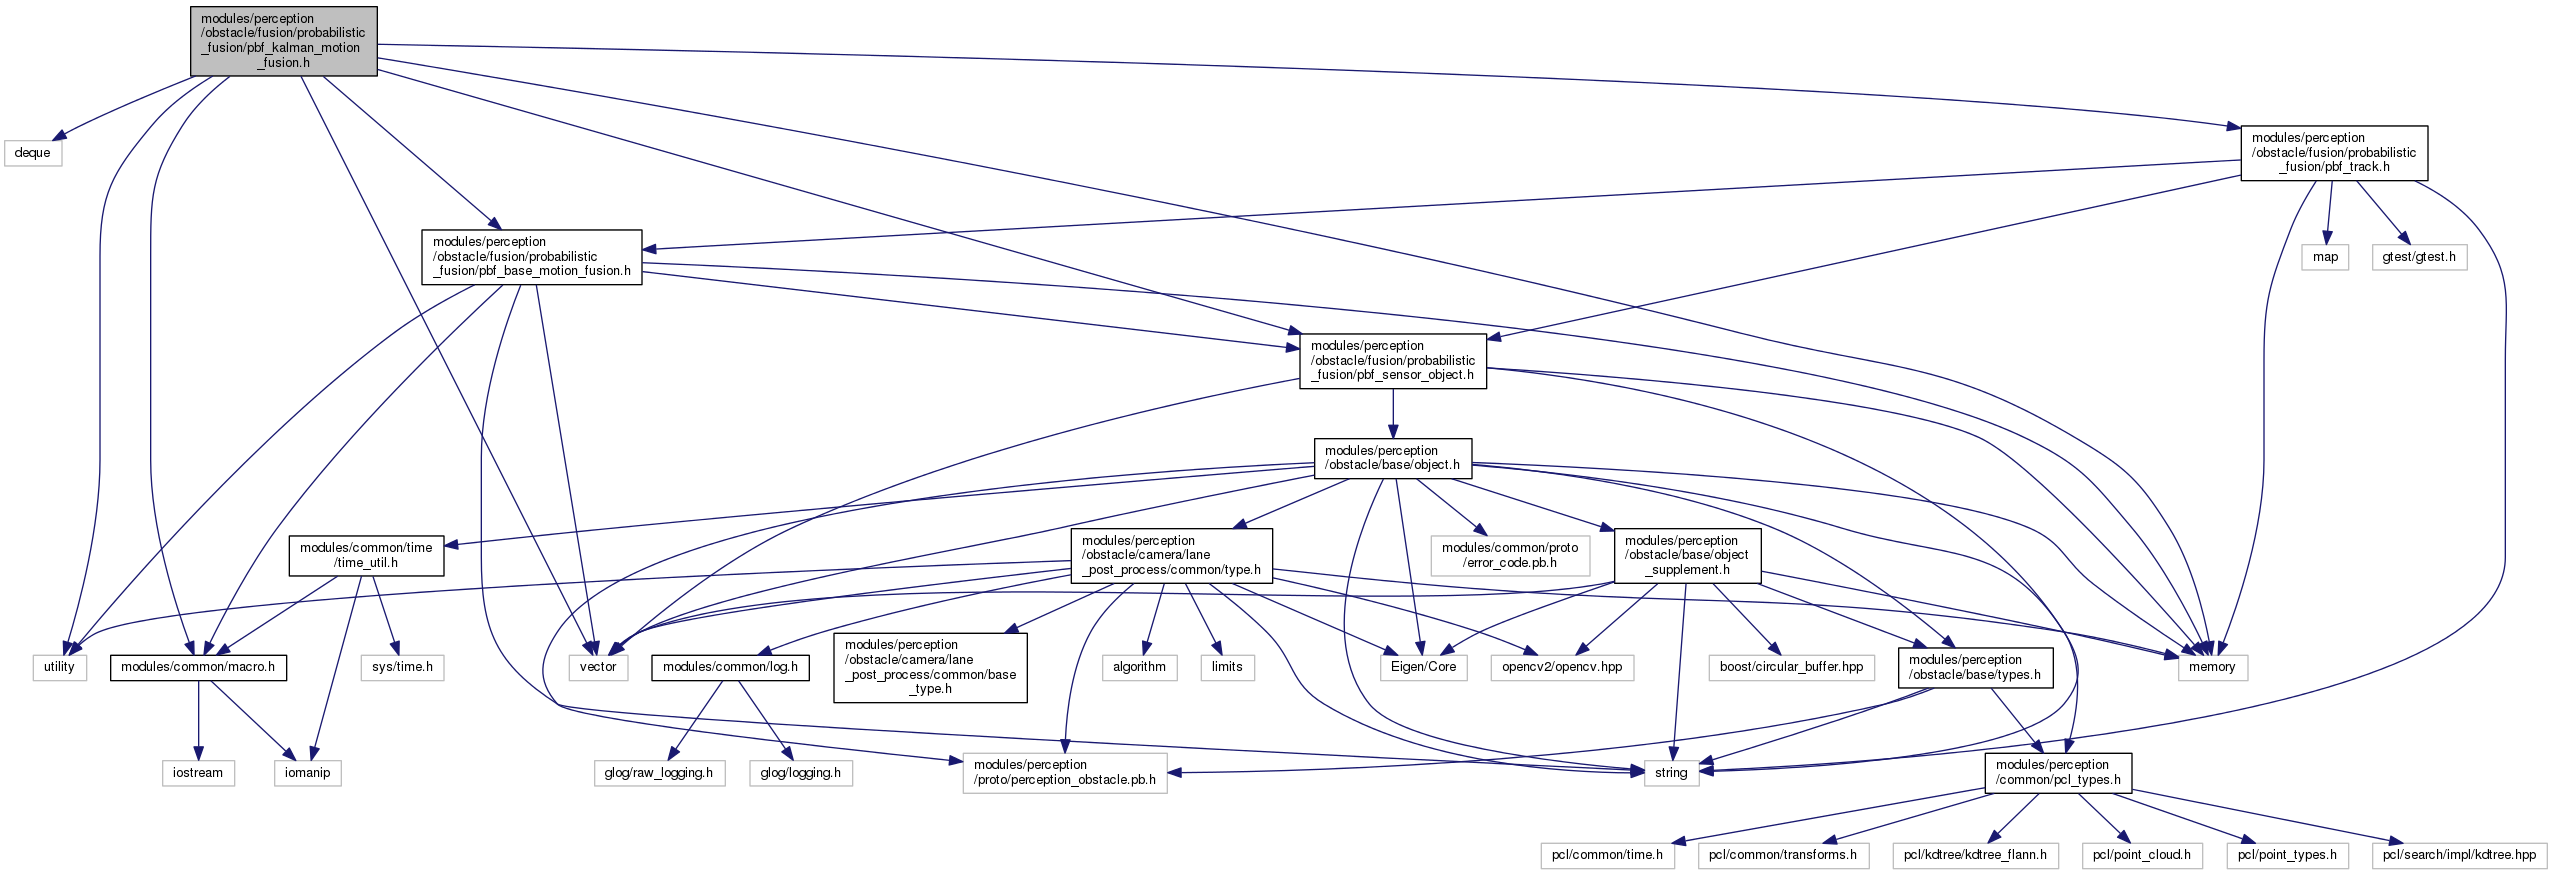 modules/perception
/obstacle/fusion/probabilistic
_fusion/pbf_kalman_motion
_fusion.h
deque
modules/perception
/obstacle/fusion/probabilistic
_fusion/pbf_track.h
modules/perception
/obstacle/fusion/probabilistic
_fusion/pbf_base_motion_fusion.h
map
gtest/gtest.h
modules/perception
/obstacle/fusion/probabilistic
_fusion/pbf_sensor_object.h
modules/perception
/obstacle/base/object.h
modules/common/time
/time_util.h
modules/perception
/obstacle/camera/lane
_post_process/common/type.h
modules/common/proto
/error_code.pb.h
modules/perception
/obstacle/base/object
_supplement.h
utility
modules/common/macro.h
sys/time.h
vector
modules/common/log.h
modules/perception
/obstacle/camera/lane
_post_process/common/base
_type.h
algorithm
limits
Eigen/Core
opencv2/opencv.hpp
boost/circular_buffer.hpp
modules/perception
/obstacle/base/types.h
memory
iostream
iomanip
glog/raw_logging.h
glog/logging.h
modules/perception
/proto/perception_obstacle.pb.h
string
modules/perception
/common/pcl_types.h
pcl/common/time.h
pcl/common/transforms.h
pcl/kdtree/kdtree_flann.h
pcl/point_cloud.h
pcl/point_types.h
pcl/search/impl/kdtree.hpp